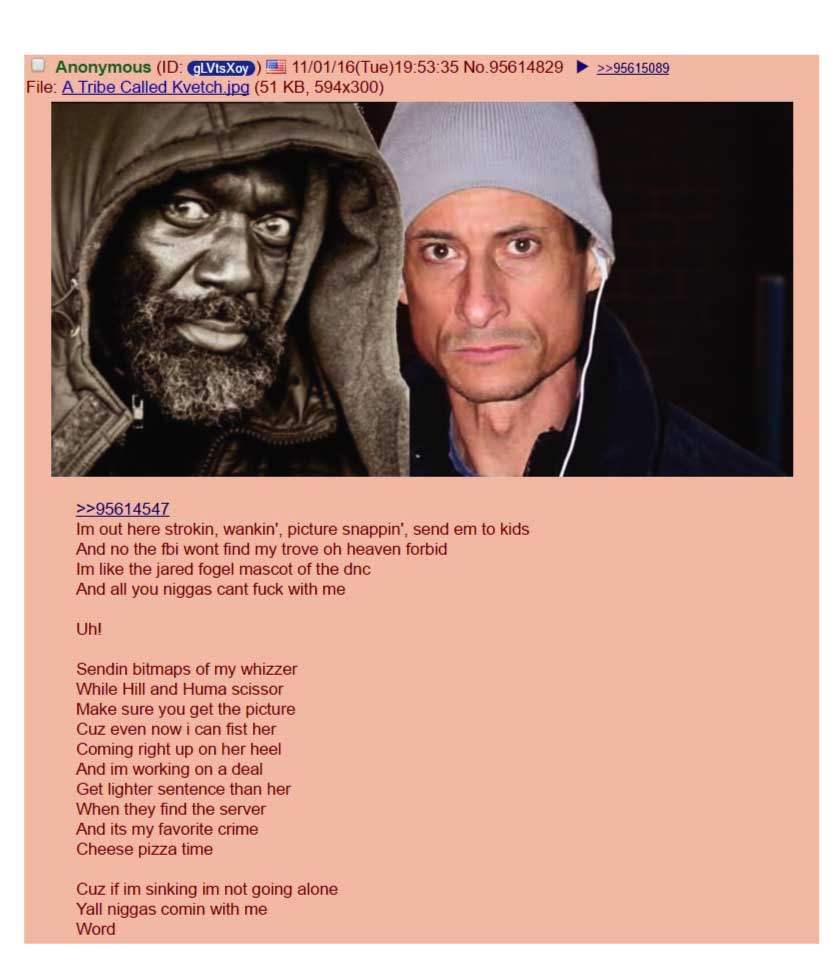 Anonymous (ID: gLVtsXoy) 11/01/16(Tue)19:53:35 No.95614829 ▶ >>95615089
File: A Tribe Called Kvetch.jpg (51 KB, 594x300)
>>95614547
Im out here strokin, wankin', picture snappin', send em to kids
And no the fbi wont find my trove oh heaven forbid
Im like the jared fogel mascot of the dnc
And all you niggas cant fuck with me
Uh!
Sendin bitmaps of my whizzer
While Hill and Huma scissor
Make sure you get the picture
Cuz even now i can fist her
Coming right up on her heel
And im working on a deal
Get lighter sentence than her
When they find the server
And its my favorite crime
Cheese pizza time
Cuz if im sinking im not going alone
Yall niggas comin with me
Word